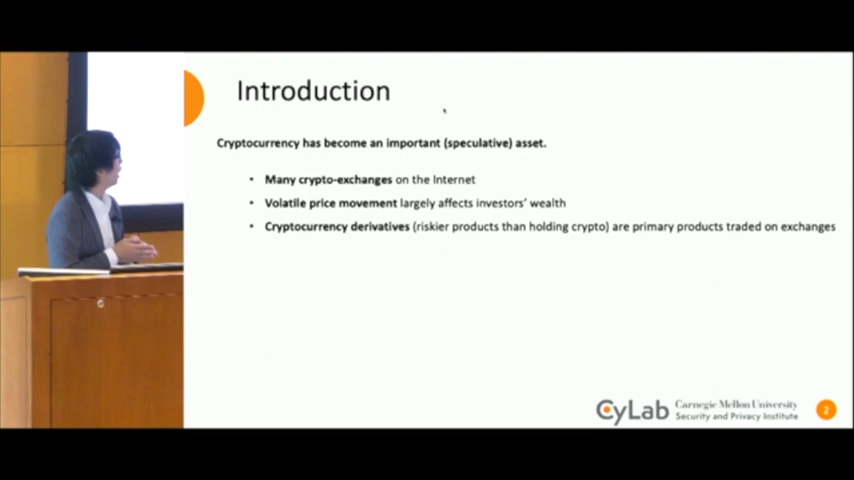 Introduction
Cryptocurrency has become an important (speculative) asset.
• Many crypto-exchanges on the Internet
• Volatile price movement largely affects investors' wealth
• Cryptocurrency derivatives (riskier products than holding crypto) are primary products traded on exchanges
CyLab
Carnegie Mellon University
Security and Privacy Institute
2